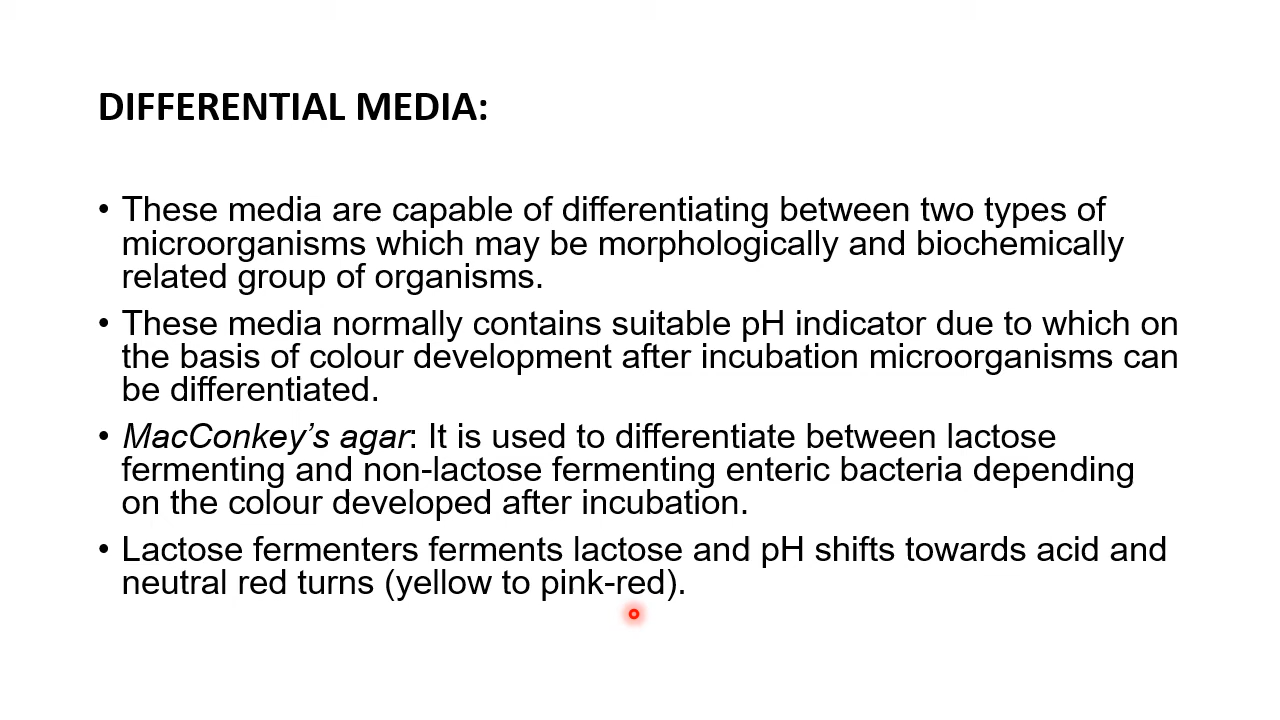 DIFFERENTIAL MEDIA:
• These media are capable of differentiating between two types of
microorganisms which may be morphologically and biochemically
related group of organisms.
• These media normally contains suitable pH indicator due to which on
the basis of colour development after incubation microorganisms can
be differentiated.
• MacConkey’s agar: It is used to differentiate between lactose
fermenting and non-lactose fermenting enteric bacteria depending
on the colour developed after incubation.
• Lactose fermenters ferments lactose and pH shifts towards acid and
neutral red turns (yellow to pink-red).